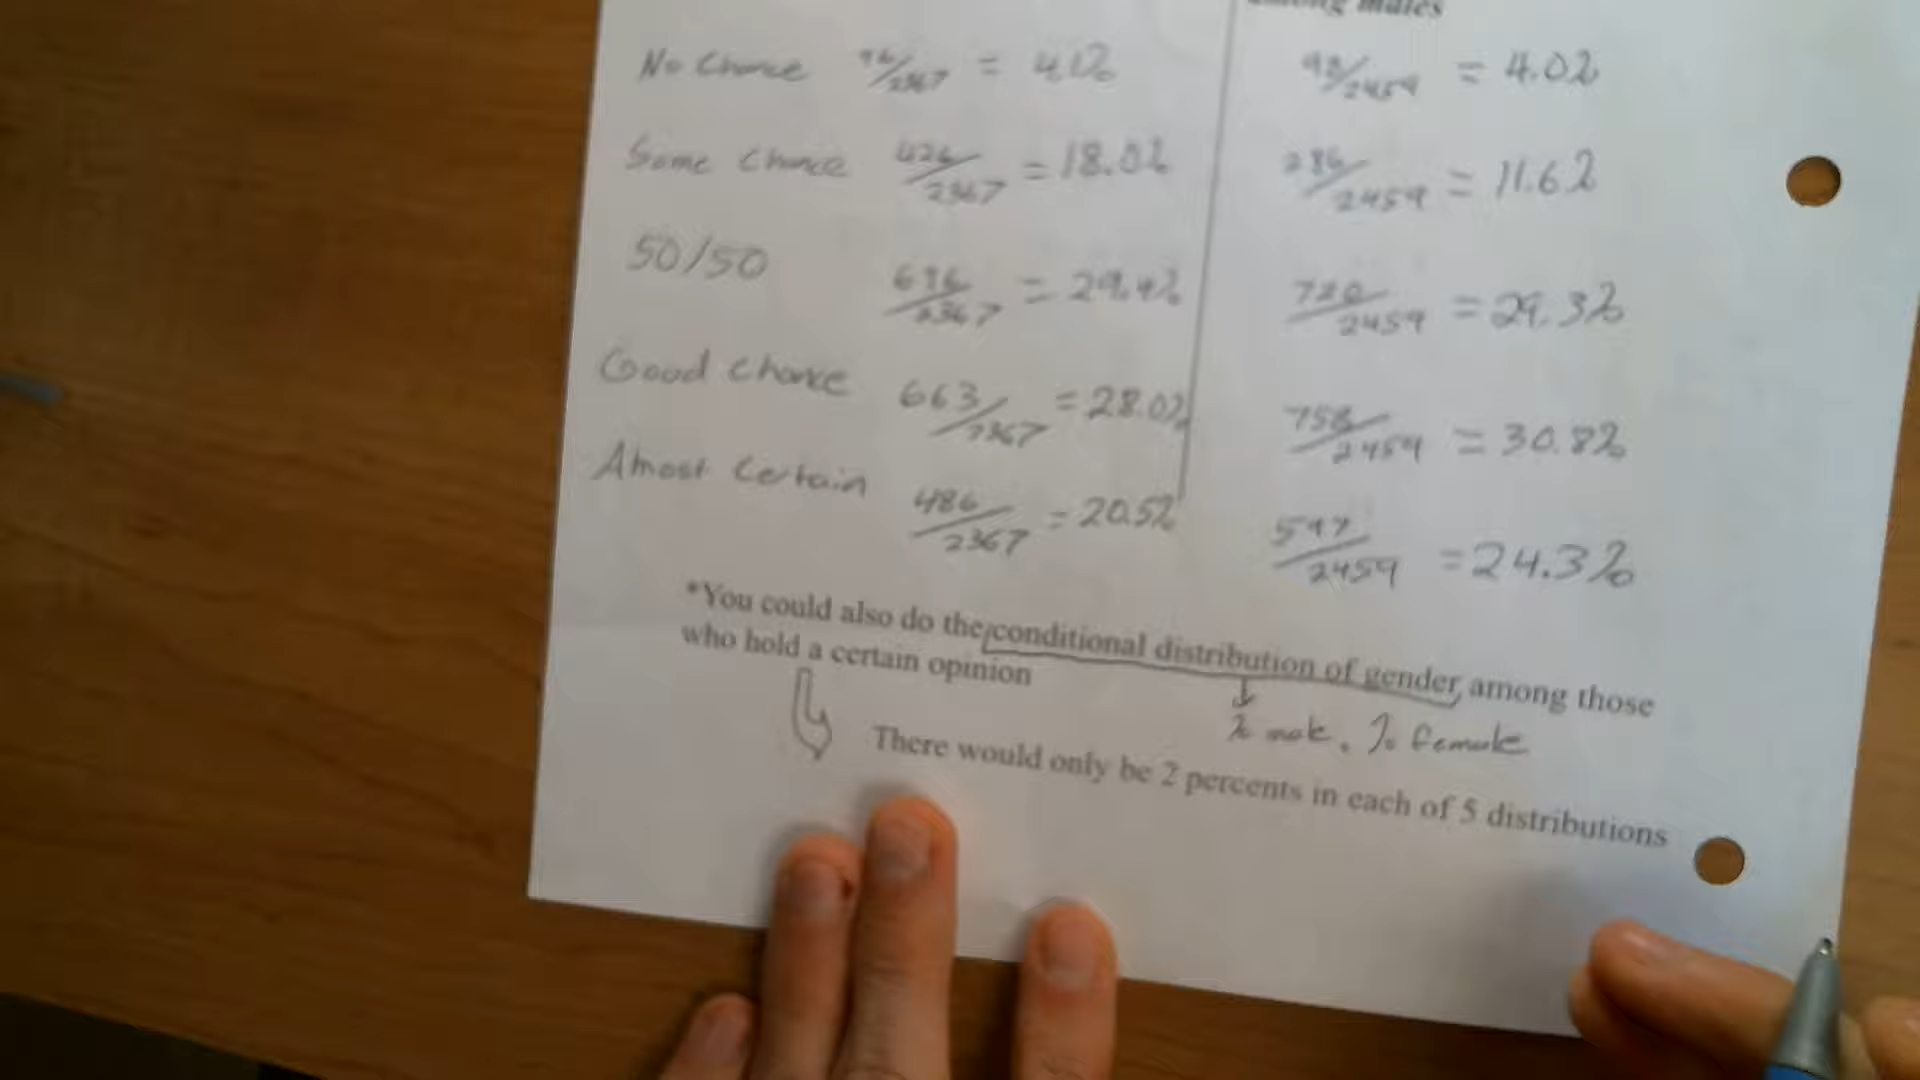 among males
No Chance 96/2367 = 4.1% 98/2459 = 4.0%
Some Chance 426/2367 = 18.0% 286/2459 = 11.6%
50/50 696/2367 = 29.4% 720/2459 = 29.3%
Good Chance 663/2367 = 28.0% 758/2459 = 30.8%
Almost Certain 486/2367 = 20.5% 597/2459 = 24.3%
*You could also do the conditional distribution of gender among those
who hold a certain opinion
% male, % female
There would only be 2 percents in each of 5 distributions